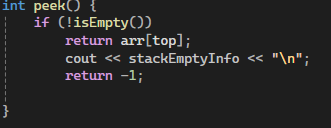 int peek() {
if (!isEmpty())
return arr[top];
cout << stackEmptyInfo << "\n";
return -1;
}